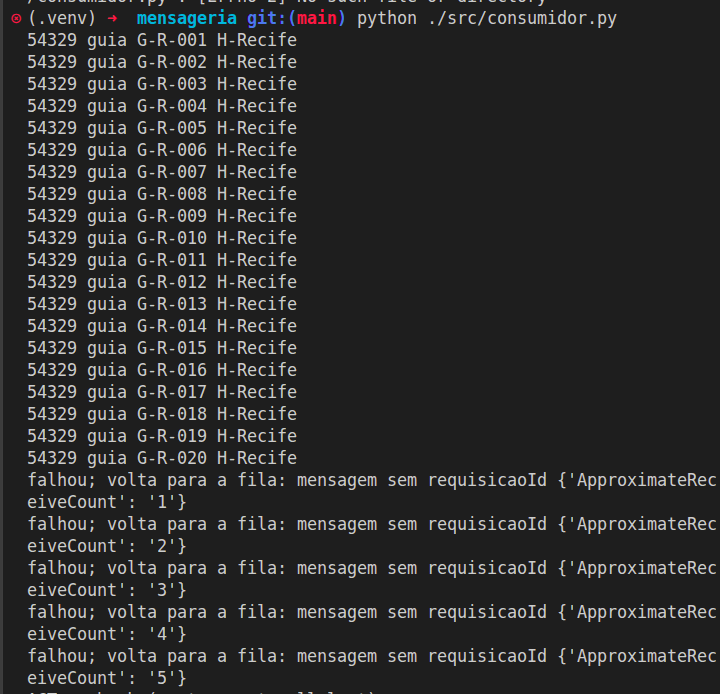 (.venv) ➜  mensageria git:(main) python ./src/consumidor.py
54329 guia G-R-001 H-Recife
54329 guia G-R-002 H-Recife
54329 guia G-R-003 H-Recife
54329 guia G-R-004 H-Recife
54329 guia G-R-005 H-Recife
54329 guia G-R-006 H-Recife
54329 guia G-R-007 H-Recife
54329 guia G-R-008 H-Recife
54329 guia G-R-009 H-Recife
54329 guia G-R-010 H-Recife
54329 guia G-R-011 H-Recife
54329 guia G-R-012 H-Recife
54329 guia G-R-013 H-Recife
54329 guia G-R-014 H-Recife
54329 guia G-R-015 H-Recife
54329 guia G-R-016 H-Recife
54329 guia G-R-017 H-Recife
54329 guia G-R-018 H-Recife
54329 guia G-R-019 H-Recife
54329 guia G-R-020 H-Recife
falhou; volta para a fila: mensagem sem requisicaoId {'ApproximateRec
eiveCount': '1'}
falhou; volta para a fila: mensagem sem requisicaoId {'ApproximateRec
eiveCount': '2'}
falhou; volta para a fila: mensagem sem requisicaoId {'ApproximateRec
eiveCount': '3'}
falhou; volta para a fila: mensagem sem requisicaoId {'ApproximateRec
eiveCount': '4'}
falhou; volta para a fila: mensagem sem requisicaoId {'ApproximateRec
eiveCount': '5'}